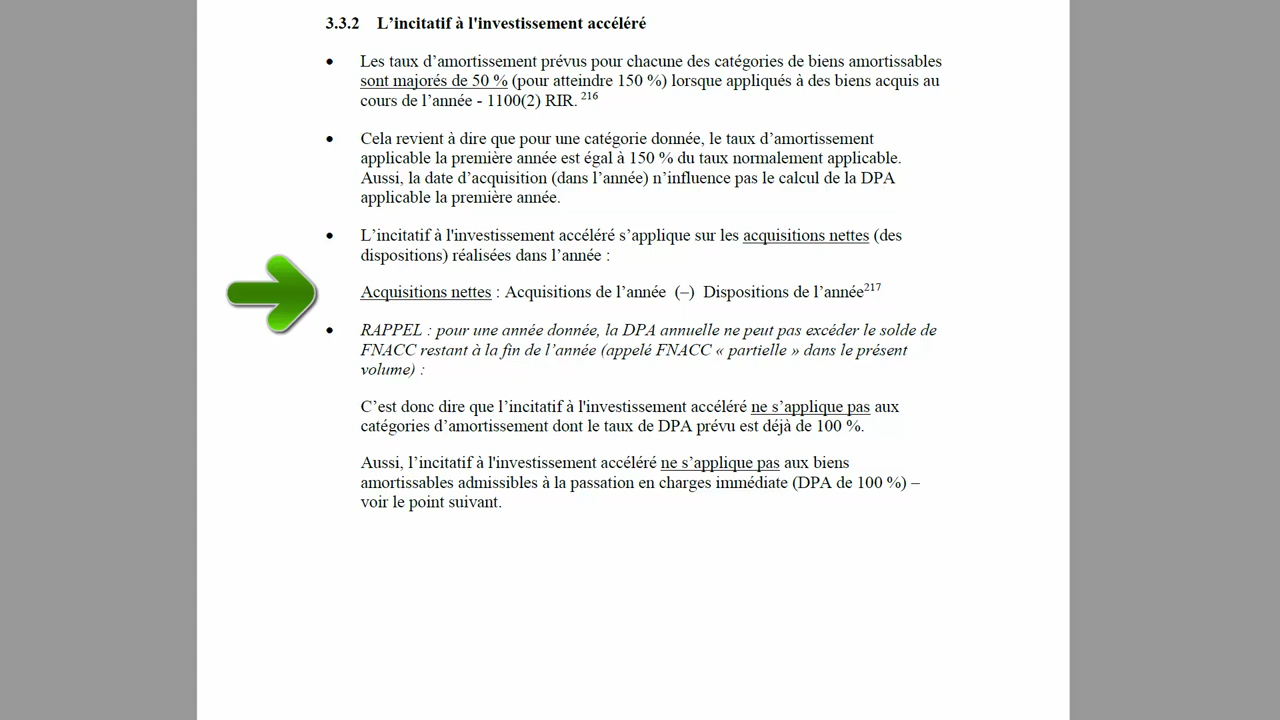 3.3.2 L’incitatif à l'investissement accéléré
• Les taux d’amortissement prévus pour chacune des catégories de biens amortissables
sont majorés de 50 % (pour atteindre 150 %) lorsque appliqués à des biens acquis au
cours de l’année - 1100(2) RIR. 216
• Cela revient à dire que pour une catégorie donnée, le taux d’amortissement
applicable la première année est égal à 150 % du taux normalement applicable.
Aussi, la date d’acquisition (dans l’année) n’influence pas le calcul de la DPA
applicable la première année.
• L’incitatif à l'investissement accéléré s’applique sur les acquisitions nettes (des
dispositions) réalisées dans l’année :
Acquisitions nettes : Acquisitions de l’année (–) Dispositions de l’année217
• RAPPEL : pour une année donnée, la DPA annuelle ne peut pas excéder le solde de
FNACC restant à la fin de l’année (appelé FNACC « partielle » dans le présent
volume) :
C’est donc dire que l’incitatif à l'investissement accéléré ne s’applique pas aux
catégories d’amortissement dont le taux de DPA prévu est déjà de 100 %.
Aussi, l’incitatif à l'investissement accéléré ne s’applique pas aux biens
amortissables admissibles à la passation en charges immédiate (DPA de 100 %) –
voir le point suivant.